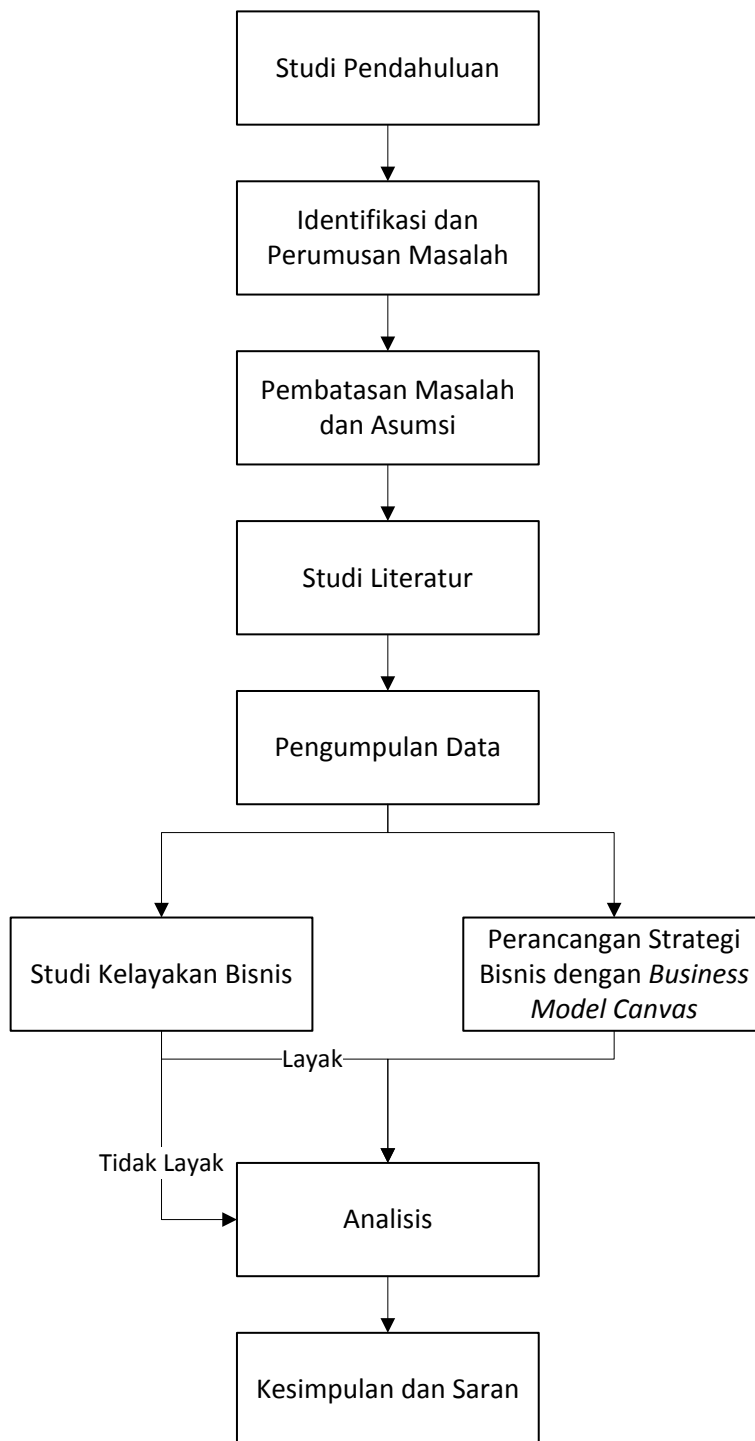 Studi Pendahuluan
Identifikasi dan
Perumusan Masalah
Pembatasan Masalah
dan Asumsi
Studi Literatur
Pengumpulan Data
Studi Kelayakan Bisnis
Perancangan Strategi
Bisnis dengan Business
Model Canvas
Layak
Tidak Layak
Analisis
Kesimpulan dan Saran